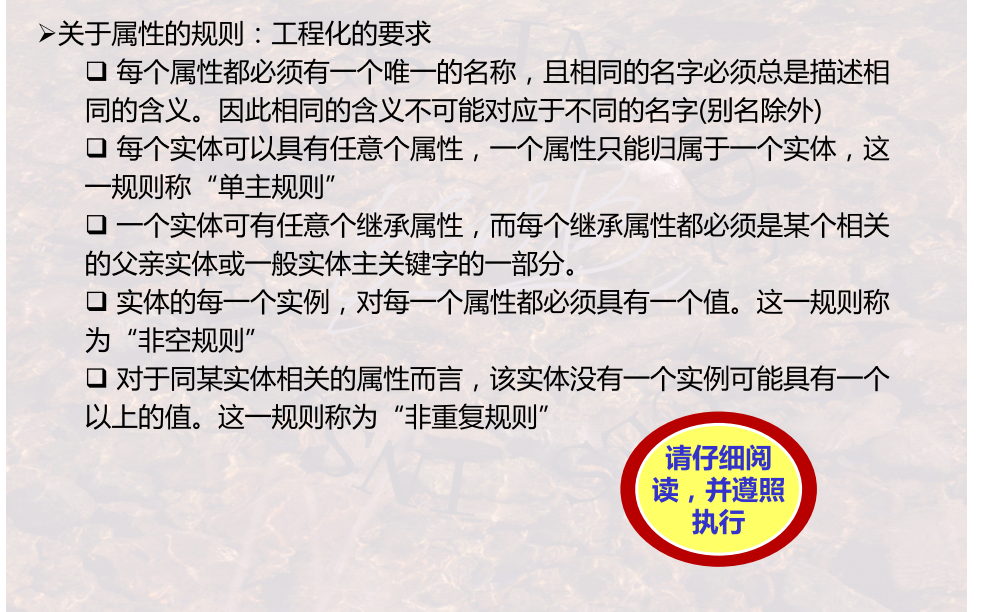 ➢关于属性的规则：工程化的要求
❑ 每个属性都必须有一个唯一的名称，且相同的名字必须总是描述相
同的含义。因此相同的含义不可能对应于不同的名字(别名除外)
❑ 每个实体可以具有任意个属性，一个属性只能归属于一个实体，这
一规则称“单主规则”
❑ 一个实体可有任意个继承属性，而每个继承属性都必须是某个相关
的父亲实体或一般实体主关键字的一部分。
❑ 实体的每一个实例，对每一个属性都必须具有一个值。这一规则称
为“非空规则”
❑ 对于同某实体相关的属性而言，该实体没有一个实例可能具有一个
以上的值。这一规则称为“非重复规则”
请仔细阅
读，并遵照
执行